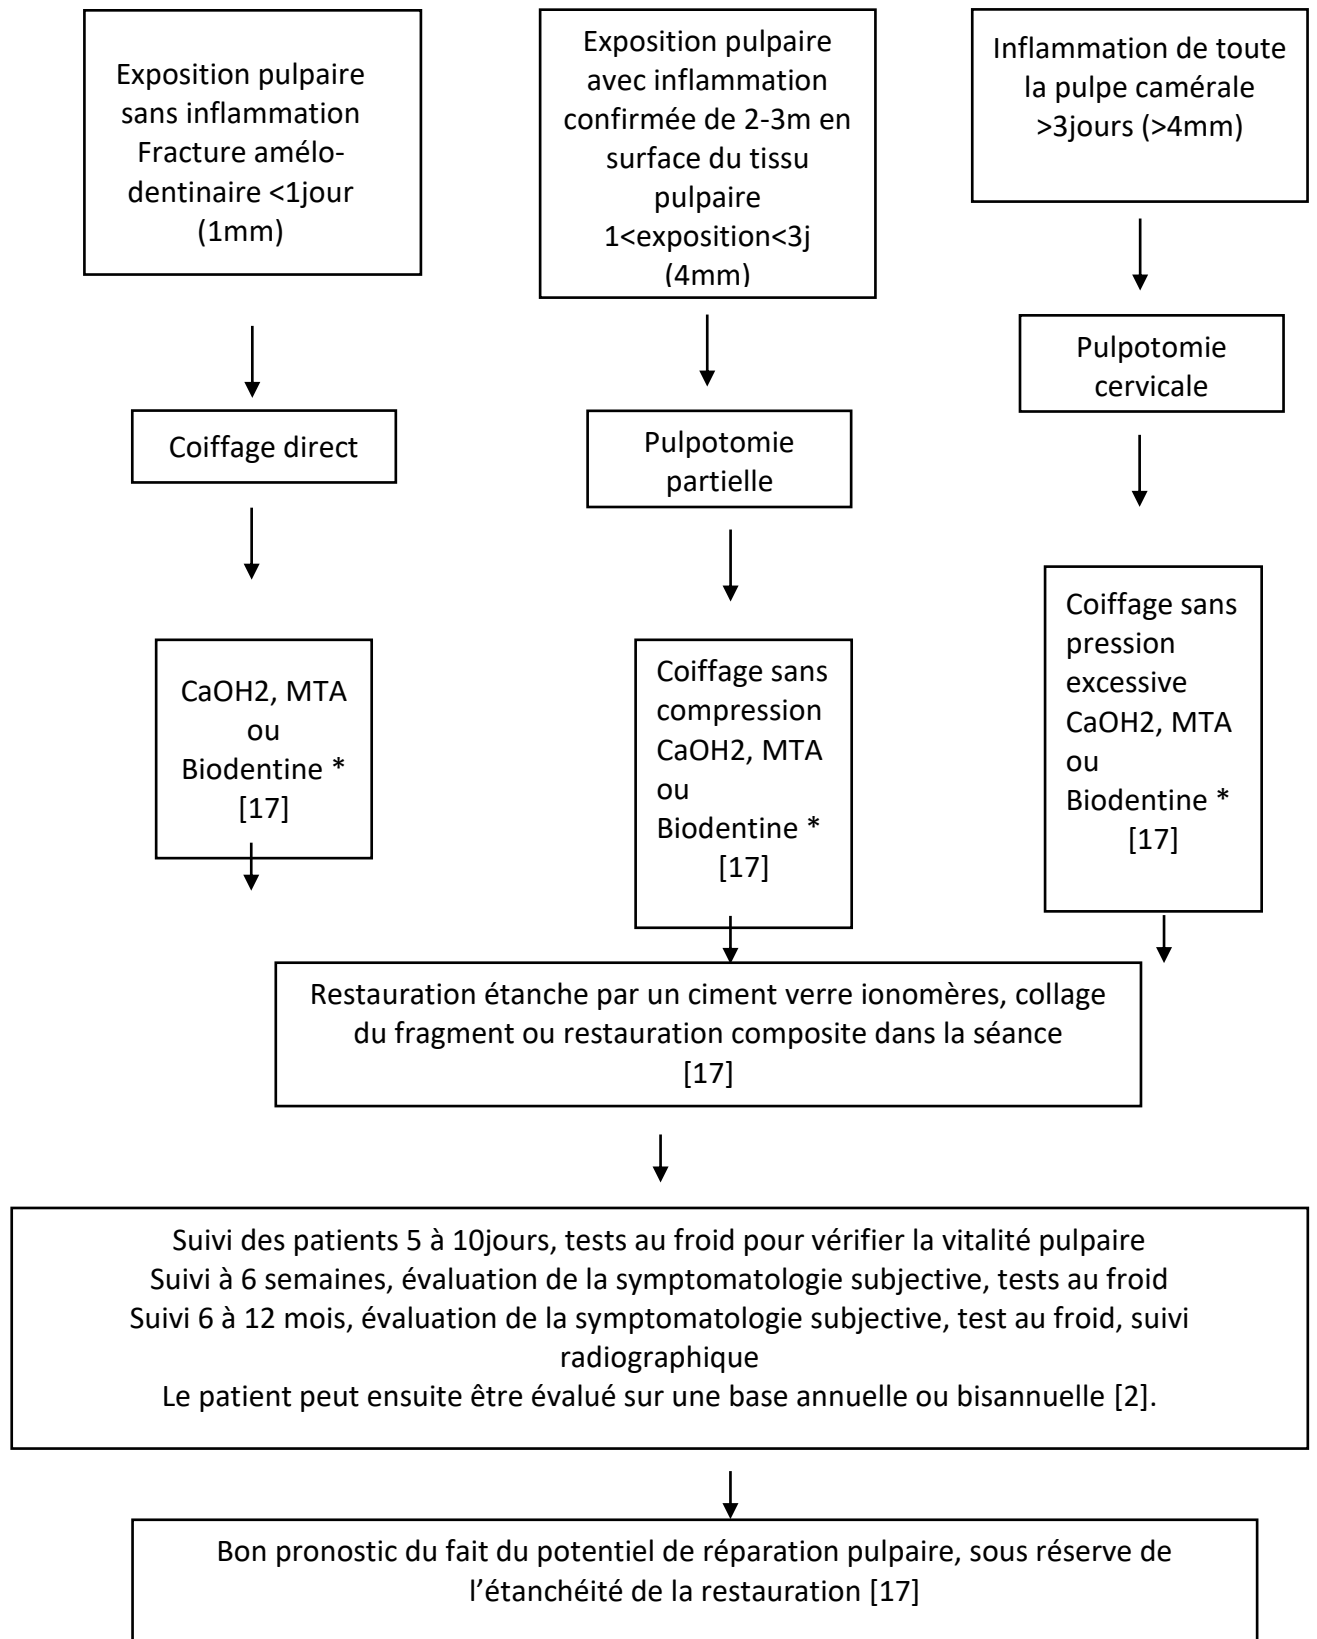 Exposition pulpaire
sans inflammation
Fracture amélo-
dentinaire <1jour
(1mm)
Exposition pulpaire
avec inflammation
confirmée de 2-3m en
surface du tissu
pulpaire
1<exposition<3j
(4mm)
Inflammation de toute
la pulpe camérale
>3jours (>4mm)
Coiffage direct
Pulpotomie
partielle
Pulpotomie
cervicale
CaOH2, MTA
ou
Biodentine *
[17]
Coiffage sans
compression
CaOH2, MTA
ou
Biodentine *
[17]
Coiffage sans
pression
excessive
CaOH2, MTA
ou
Biodentine *
[17]
Restauration étanche par un ciment verre ionomères, collage
du fragment ou restauration composite dans la séance
[17]
Suivi des patients 5 à 10jours, tests au froid pour vérifier la vitalité pulpaire
Suivi à 6 semaines, évaluation de la symptomatologie subjective, tests au froid
Suivi 6 à 12 mois, évaluation de la symptomatologie subjective, test au froid, suivi
radiographique
Le patient peut ensuite être évalué sur une base annuelle ou bisannuelle [2].
Bon pronostic du fait du potentiel de réparation pulpaire, sous réserve de
l’étanchéité de la restauration [17]